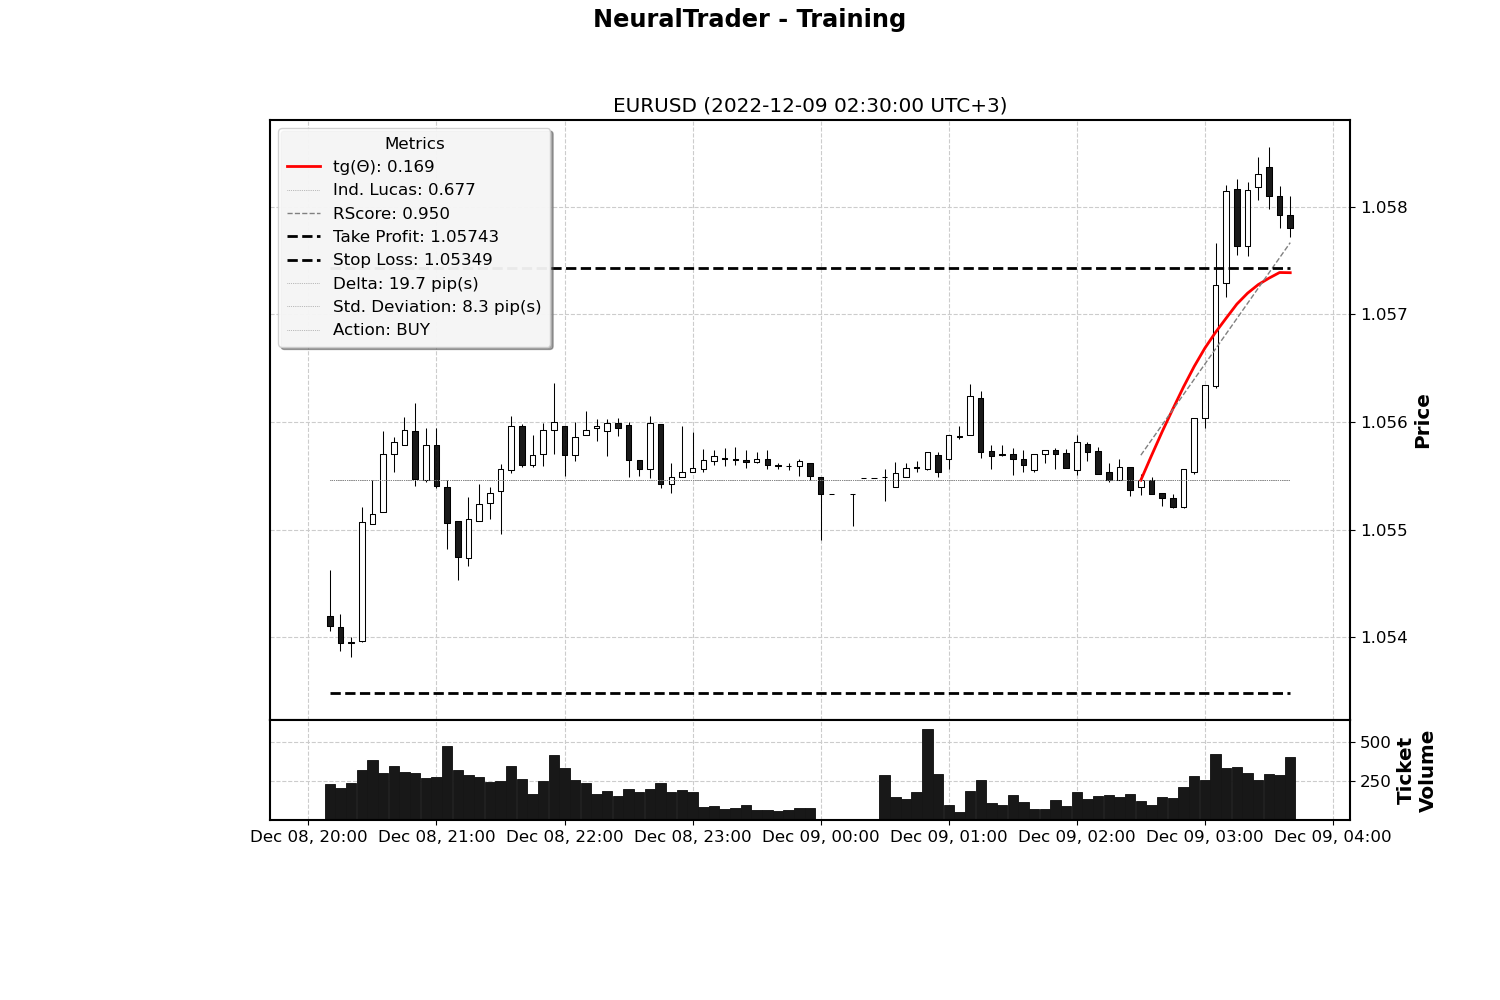 NeuralTrader - Training
EURUSD (2022-12-09 02:30:00 UTC+3)
Metrics
tg(Θ): 0.169
Ind. Lucas: 0.677
RScore: 0.950
Take Profit: 1.05743
Stop Loss: 1.05349
Delta: 19.7 pip(s)
Std. Deviation: 8.3 pip(s)
Action: BUY
1.058
1.057
1.056
1.055
1.054
Price
500
250
Ticket
Volume
Dec 08, 20:00 Dec 08, 21:00 Dec 08, 22:00 Dec 08, 23:00 Dec 09, 00:00 Dec 09, 01:00 Dec 09, 02:00 Dec 09, 03:00 Dec 09, 04:00